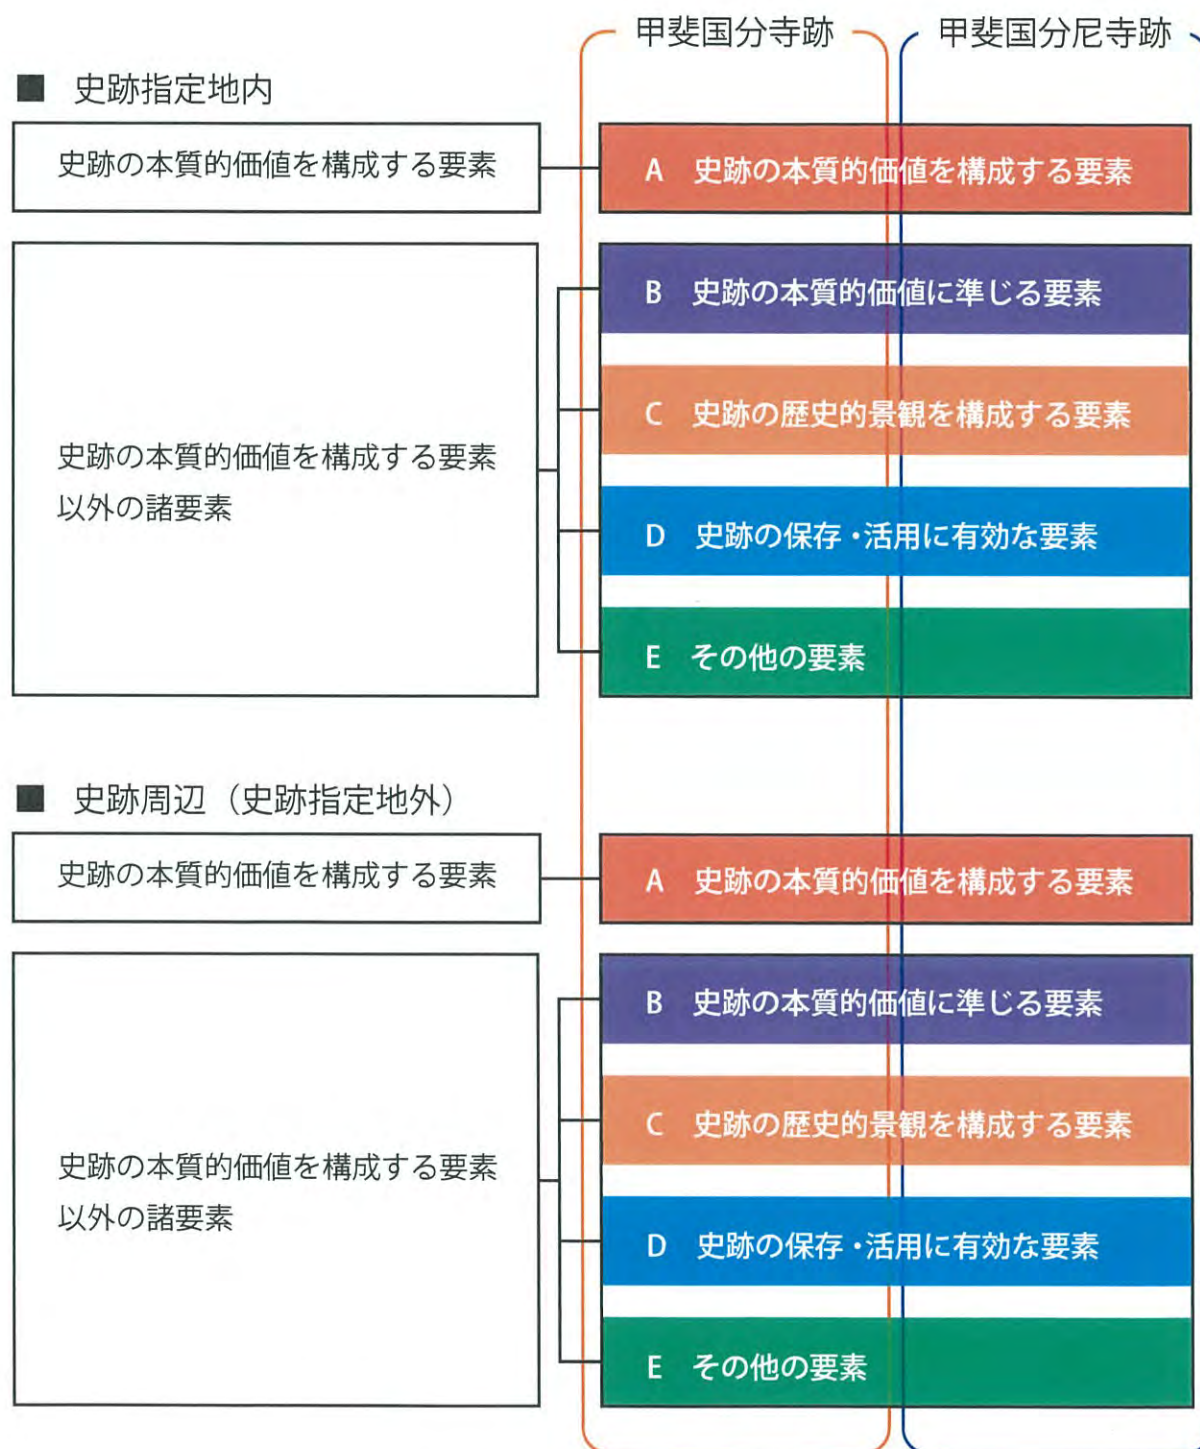 甲斐国分寺跡
甲斐国分尼寺跡
■ 史跡指定地内
史跡の本質的価値を構成する要素
A 史跡の本質的価値を構成する要素
史跡の本質的価値を構成する要素
以外の諸要素
B 史跡の本質的価値に準じる要素
C 史跡の歴史的景観を構成する要素
D 史跡の保存・活用に有効な要素
E その他の要素
■ 史跡周辺（史跡指定地外）
史跡の本質的価値を構成する要素
A 史跡の本質的価値を構成する要素
史跡の本質的価値を構成する要素
以外の諸要素
B 史跡の本質的価値に準じる要素
C 史跡の歴史的景観を構成する要素
D 史跡の保存・活用に有効な要素
E その他の要素